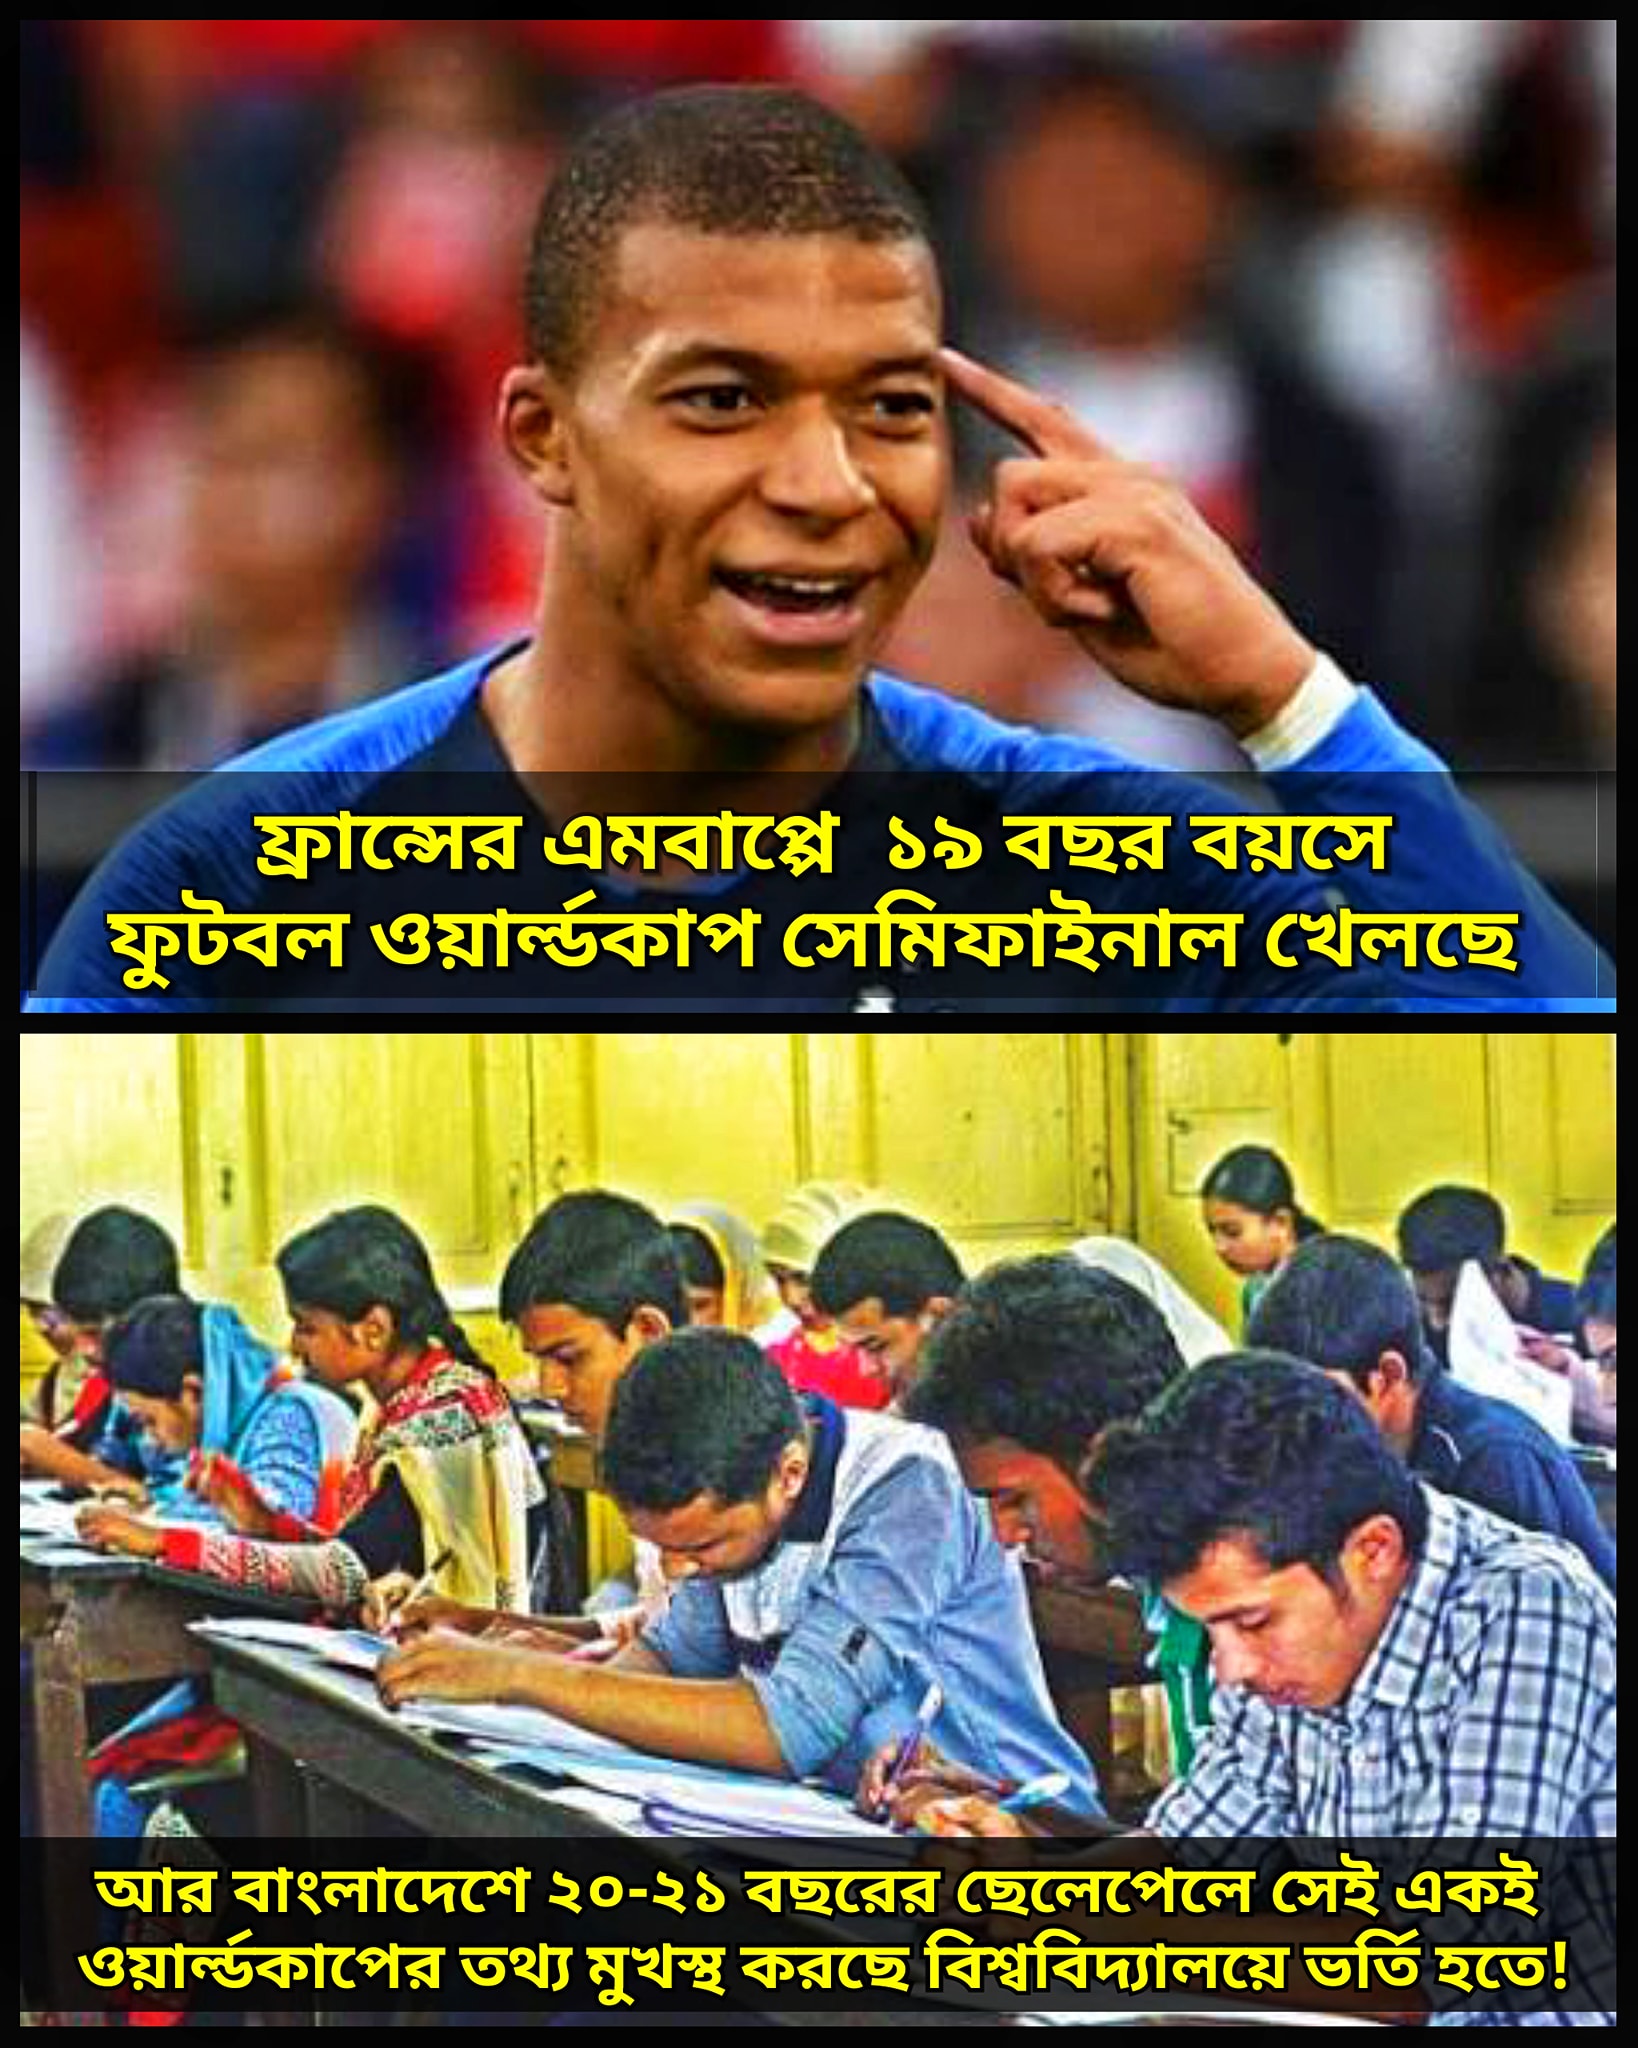 ফ্রান্সের এমবাপ্পে ১৯ বছর বয়সে
ফুটবল ওয়ার্ল্ডকাপ সেমিফাইনাল খেলছে
আর বাংলাদেশে ২০-২১ বছরের ছেলেপেলে সেই একই
ওয়ার্ল্ডকাপের তথ্য মুখস্থ করছে বিশ্ববিদ্যালয়ে ভর্তি হতে!